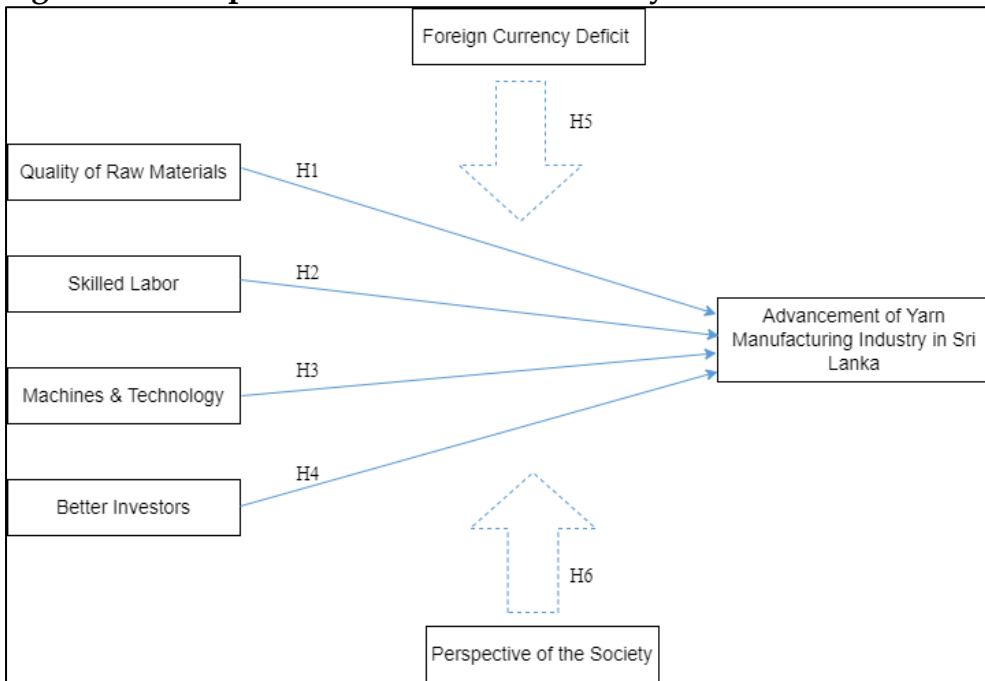 Foreign Currency Deficit
H5
Quality of Raw Materials
H1
Skilled Labor
H2
Advancement of Yarn
Manufacturing Industry in Sri
Lanka
Machines & Technology
H3
Better Investors
H4
H6
Perspective of the Society